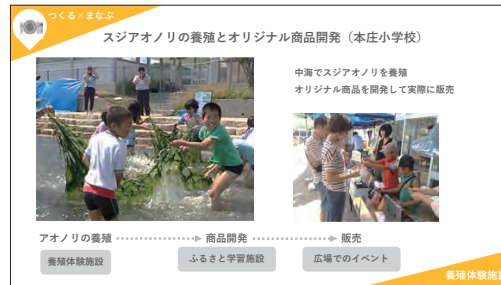 つくる×まなぶ
スジアオノリの養殖とオリジナル商品開発（本庄小学校）
中海でスジアオノリを養殖
オリジナル商品を開発して実際に販売
アオノリの養殖 商品開発 販売
養殖体験施設 ふるさと学習施設 広場でのイベント
養殖体験施設